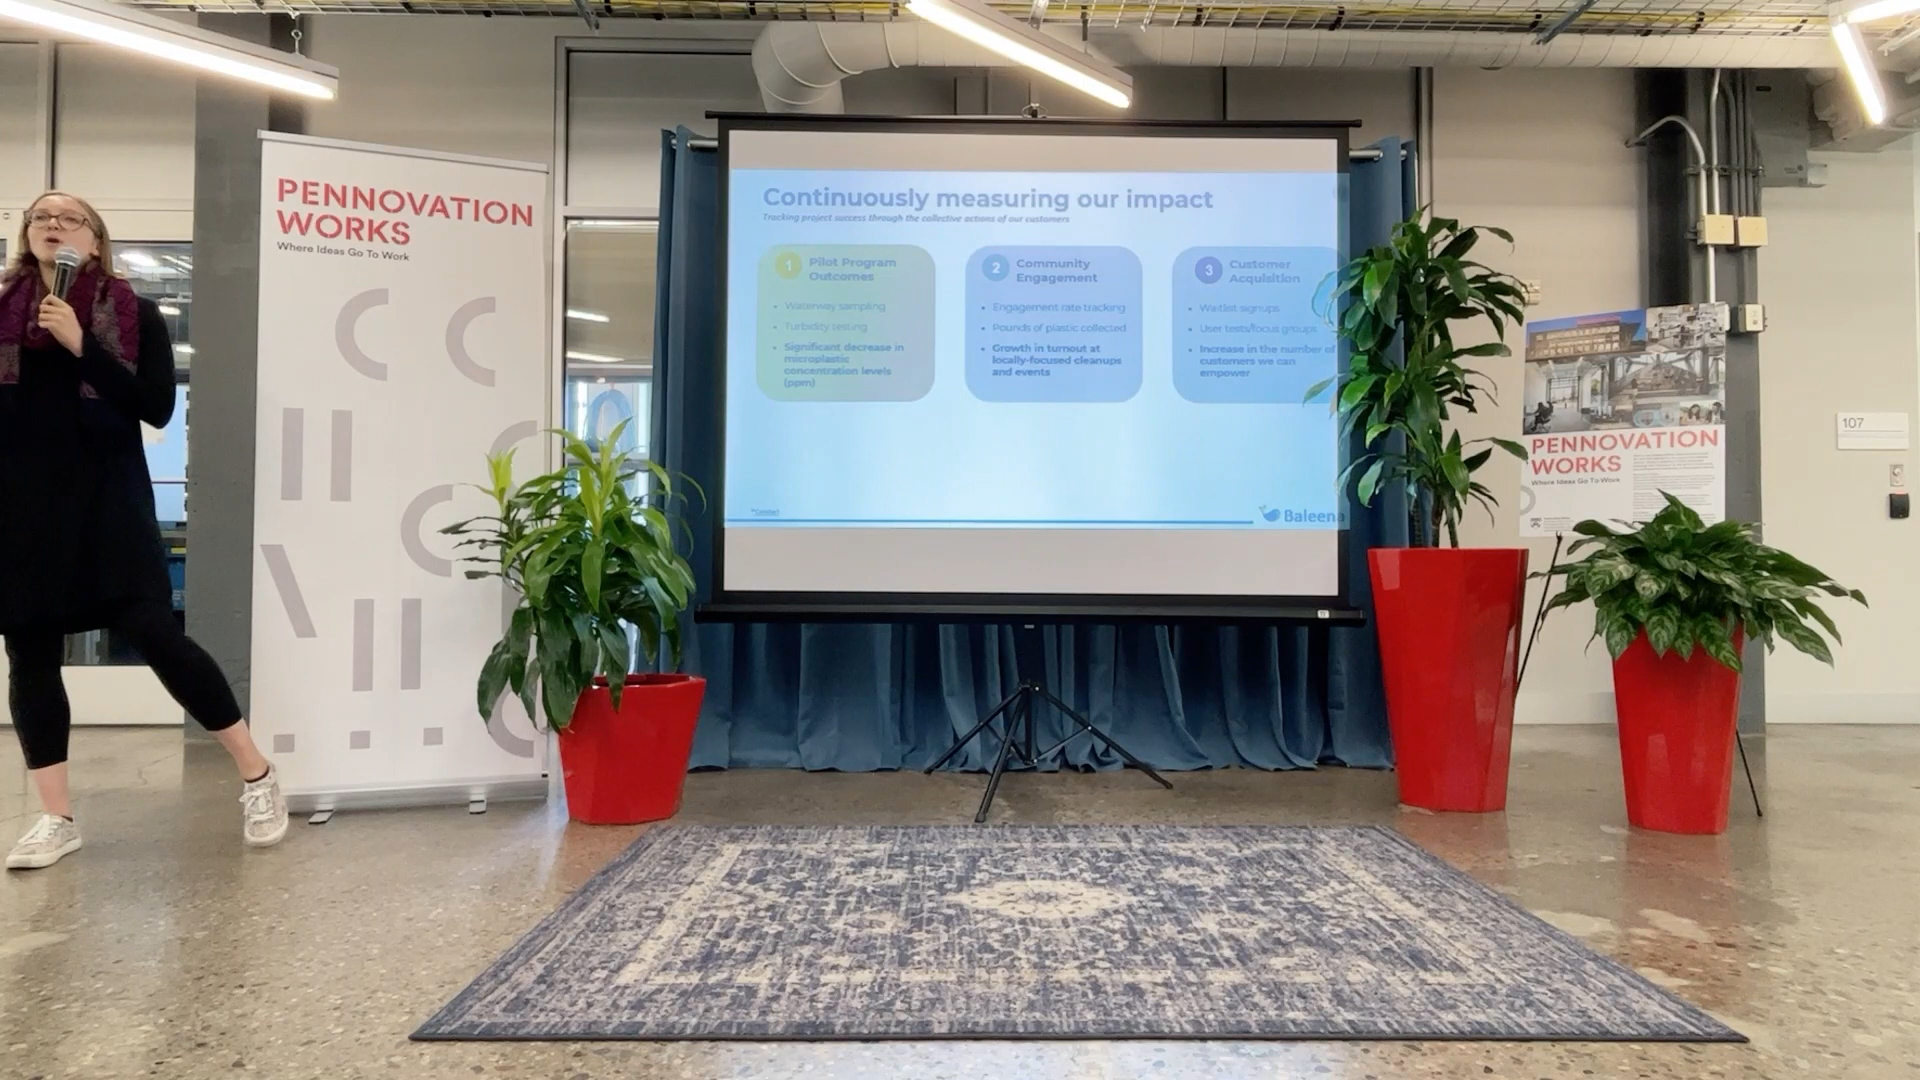 PENNOVATION
WORKS
Where Ideas Go To Work
Continuously measuring our impact
Tracking project success through the collective actions of our customers
1
Pilot Program
Outcomes
• Waterway sampling
• Turbidity testing
• Significant decrease in
microplastic
concentration levels
(ppm)
2
Community
Engagement
• Engagement rate tracking
• Pounds of plastic collected
• Growth in turnout at
locally-focused cleanups
and events
3
Customer
Acquisition
• Waitlist signups
• User tests/focus groups
• Increase in the number of
customers we can
empower
Baleena
PENNOVATION
WORKS
Where Ideas Go To Work
107